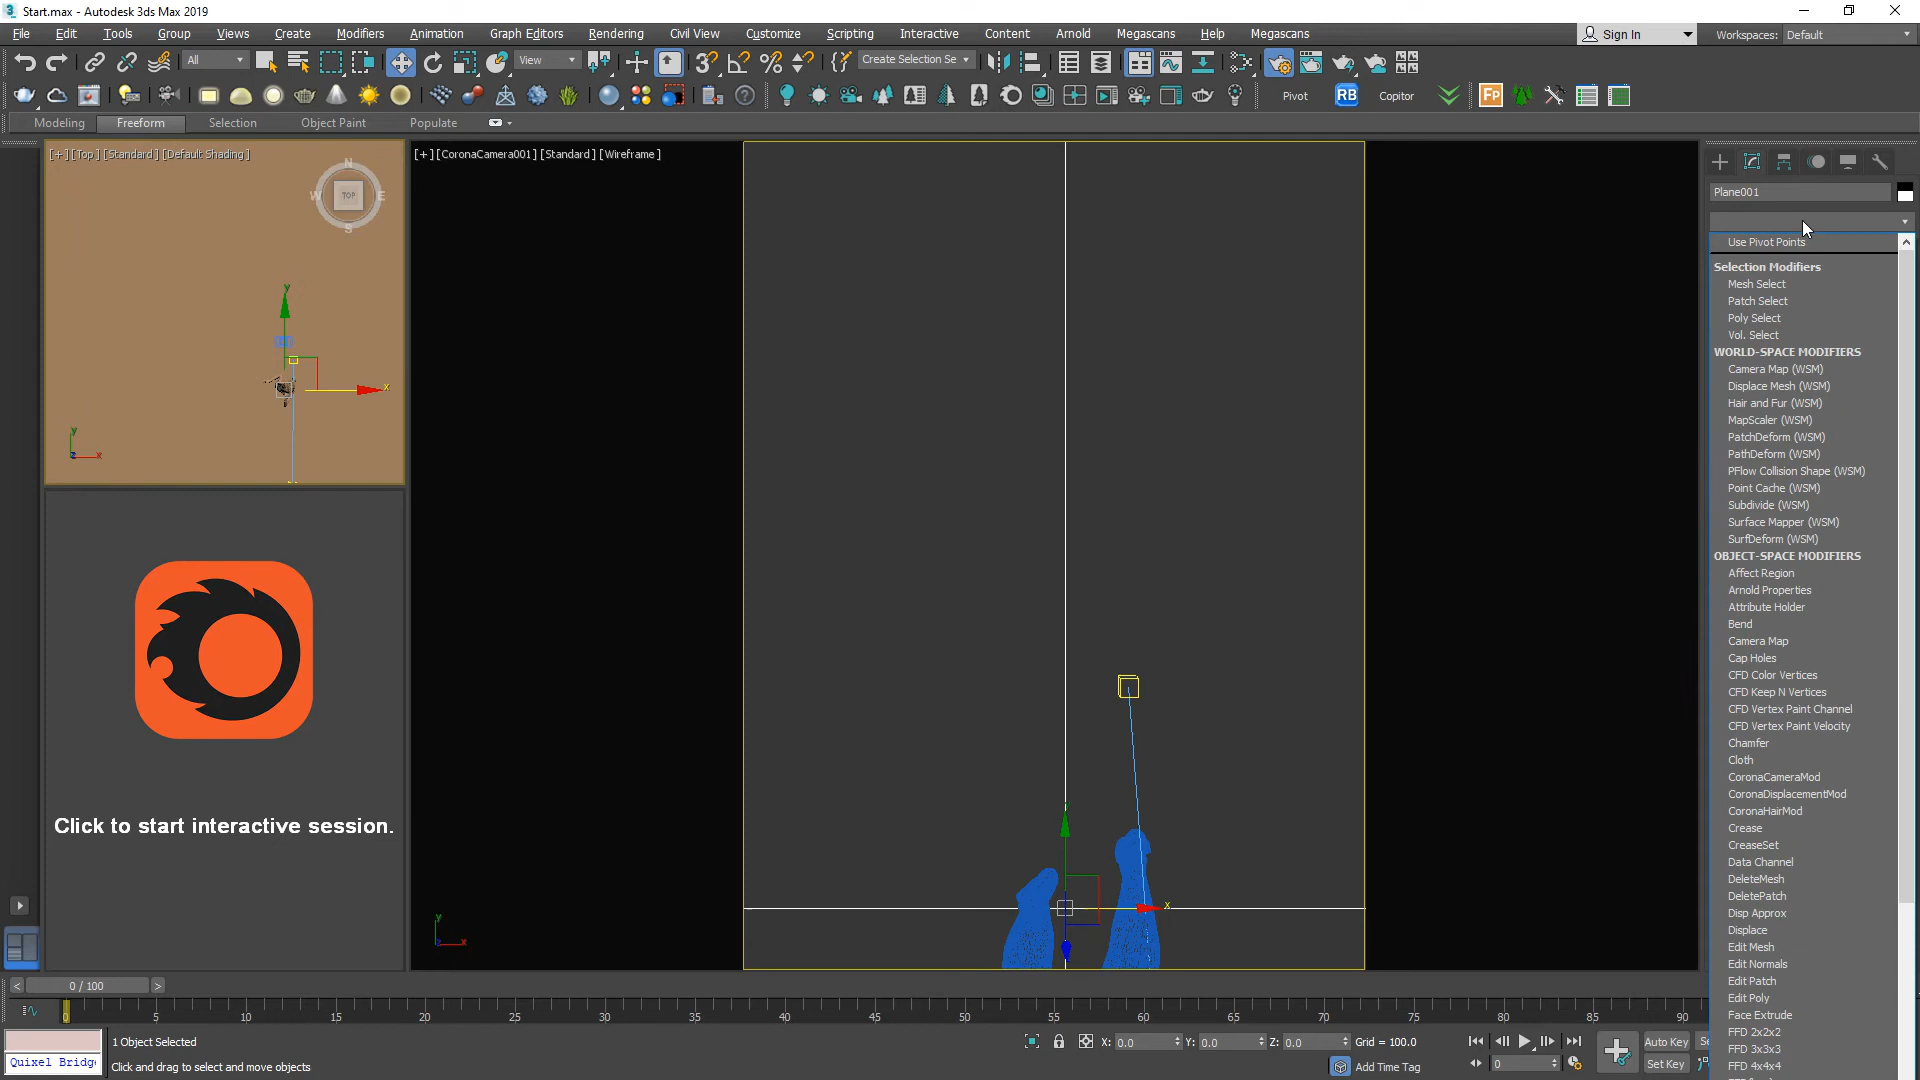 Start.max - Autodesk 3ds Max 2019
File Edit Tools Group Views Create Modifiers Animation Graph Editors Rendering Civil View Customize Scripting Interactive Content Arnold Megascans Help Megascans Sign In Workspaces: Default
All View Create Selection Se
Pivot RB Copitor Fp
Modeling Freeform Selection Object Paint Populate
[+] [Top] [Standard] [Default Shading]
[+] [CoronaCamera001] [Standard] [Wireframe]
N
W TOP E
S
y
x
y
x
Click to start interactive session.
x
y
x
Plane001
Use Pivot Points
Selection Modifiers
Mesh Select
Patch Select
Poly Select
Vol. Select
WORLD-SPACE MODIFIERS
Camera Map (WSM)
Displace Mesh (WSM)
Hair and Fur (WSM)
MapScaler (WSM)
PatchDeform (WSM)
PathDeform (WSM)
PFlow Collision Shape (WSM)
Point Cache (WSM)
Subdivide (WSM)
Surface Mapper (WSM)
SurfDeform (WSM)
OBJECT-SPACE MODIFIERS
Affect Region
Arnold Properties
Attribute Holder
Bend
Camera Map
Cap Holes
CFD Color Vertices
CFD Keep N Vertices
CFD Vertex Paint Channel
CFD Vertex Paint Velocity
Chamfer
Cloth
CoronaCameraMod
CoronaDisplacementMod
CoronaHairMod
Crease
CreaseSet
Data Channel
DeleteMesh
DeletePatch
Disp Approx
Displace
Edit Mesh
Edit Normals
Edit Patch
Edit Poly
Face Extrude
FFD 2x2x2
FFD 3x3x3
FFD 4x4x4
< 0 / 100 >
0 5 10 15 20 25 30 35 40 45 50 55 60 65 70 75 80 85 90
1 Object Selected X: 0.0 Y: 0.0 Z: 0.0 Grid = 100.0 Auto Key
Quixel Bridg Click and drag to select and move objects Add Time Tag 0 Set Key